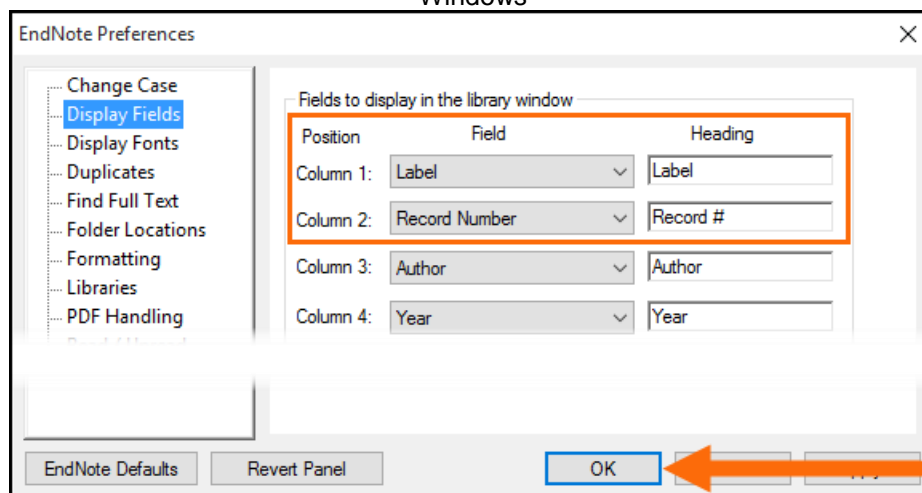 Windows
EndNote Preferences
Change Case
Display Fields
Display Fonts
Duplicates
Find Full Text
Folder Locations
Formatting
Libraries
PDF Handling
Fields to display in the library window
Position Field Heading
Column 1: Label Label
Column 2: Record Number Record #
Column 3: Author Author
Column 4: Year Year
EndNote Defaults Revert Panel OK